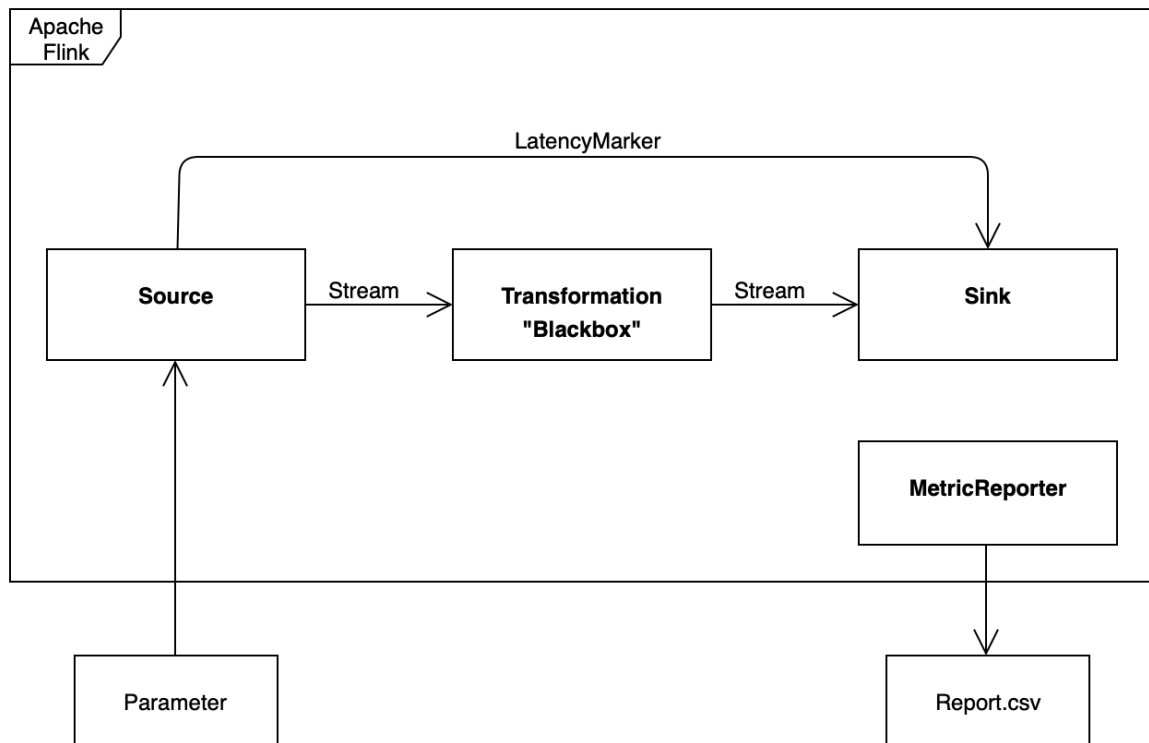 Apache
Flink
LatencyMarker
Source
Stream
Transformation
"Blackbox"
Stream
Sink
MetricReporter
Parameter
Report.csv